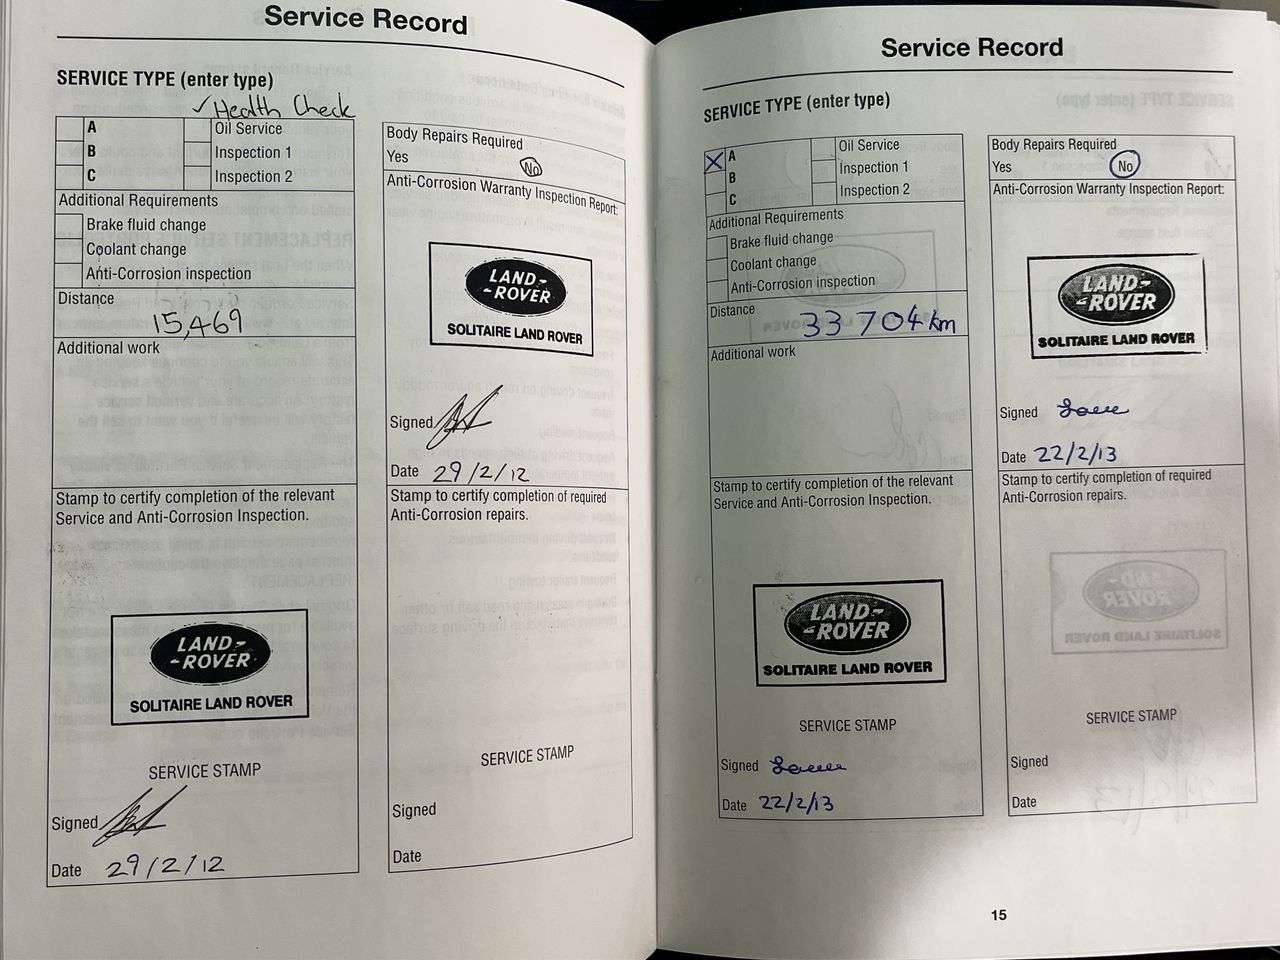 Service Record
SERVICE TYPE (enter type)
✓ Health Check
A
B
C
Oil Service
Inspection 1
Inspection 2
Additional Requirements
Brake fluid change
Coolant change
Anti-Corrosion inspection
Distance
15,469
Additional work
Stamp to certify completion of the relevant
Service and Anti-Corrosion Inspection.
LAND-
-ROVER
SOLITAIRE LAND ROVER
SERVICE STAMP
Signed
Date 29/2/12
Body Repairs Required
Yes No
Anti-Corrosion Warranty Inspection Report:
LAND-
-ROVER
SOLITAIRE LAND ROVER
Signed
Date 29/2/12
Stamp to certify completion of required
Anti-Corrosion repairs.
SERVICE STAMP
Signed
Date
Service Record
SERVICE TYPE (enter type)
X A
B
C
Oil Service
Inspection 1
Inspection 2
Additional Requirements
Brake fluid change
Coolant change
Anti-Corrosion inspection
Distance
33 704 km
Additional work
Stamp to certify completion of the relevant
Service and Anti-Corrosion Inspection.
LAND-
-ROVER
SOLITAIRE LAND ROVER
SERVICE STAMP
Signed
Date 22/2/13
Body Repairs Required
Yes No
Anti-Corrosion Warranty Inspection Report:
LAND-
-ROVER
SOLITAIRE LAND ROVER
Signed
Date 22/2/13
Stamp to certify completion of required
Anti-Corrosion repairs.
SERVICE STAMP
Signed
Date
15